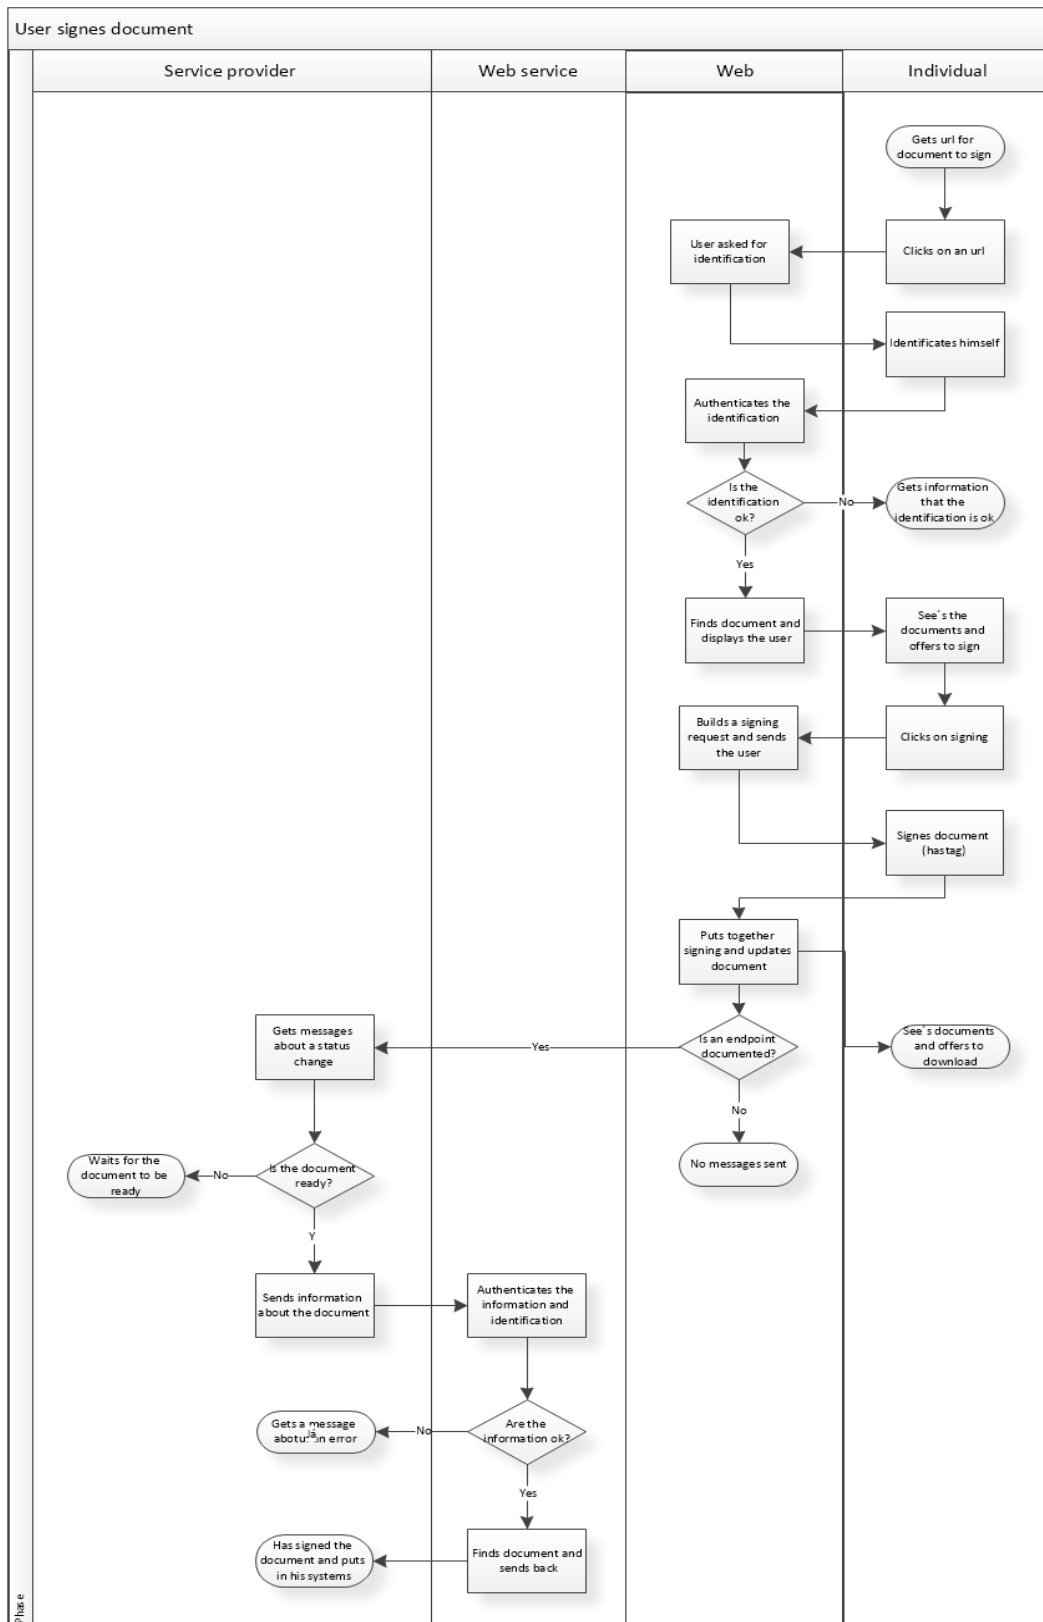 User signes document
Service provider
Web service
Web
Individual
Gets url for
document to sign
User asked for
identification
Clicks on an url
Identificates himself
Authenticates the
identification
Is the
identification
ok?
No
Gets information
that the
identification is ok
Yes
Finds document and
displays the user
See´s the
documents and
offers to sign
Builds a signing
request and sends
the user
Clicks on signing
Signes document
(hastag)
Puts together
signing and updates
document
Gets messages
about a status
change
Yes
Is an endpoint
documented?
See´s documents
and offers to
download
No
No messages sent
Waits for the
document to be
ready
No
Is the document
ready?
Y
Sends information
about the document
Authenticates the
information and
identification
Gets a message
an error
Já
No
Are the
information ok?
Yes
Has signed the
document and puts
in his systems
Finds document and
sends back
Phase